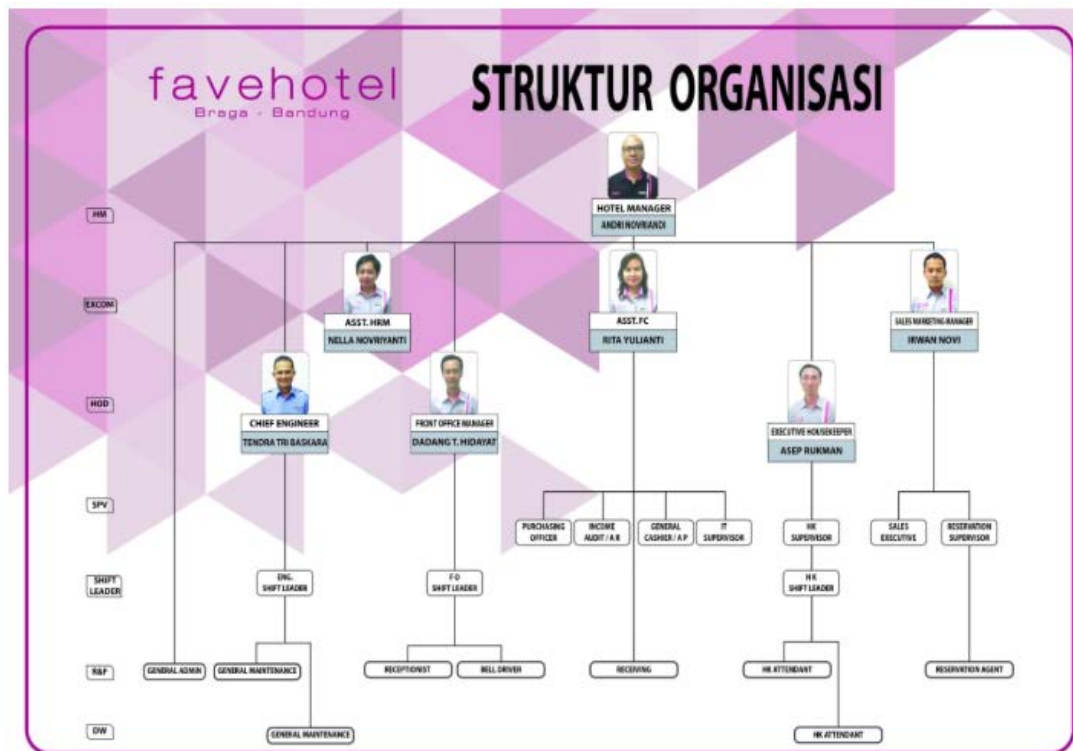 favehotel
Braga - Bandung
STRUKTUR ORGANISASI
HM
HOTEL MANAGER
ANDRI NOVRIANDI
EXCOM
ASST. HRM
NELLA NOVRIYANTI
ASST. FC
RITA YULIANTI
SALES MARKETING MANAGER
IRWAN NOVI
HOD
CHIEF ENGINEER
TENDRA TRI BASKARA
FRONT OFFICE MANAGER
DADANG T. HIDAYAT
EXECUTIVE HOUSEKEEPER
ASEP RUKMAN
SPV
PURCHASING
OFFICER
INCOME
AUDIT / A R
GENERAL
CASHIER / A P
IT
SUPERVISOR
HK
SUPERVISOR
SALES
EXECUTIVE
RESERVATION
SUPERVISOR
SHIFT
LEADER
ENG.
SHIFT LEADER
F O
SHIFT LEADER
H K
SHIFT LEADER
R&F
GENERAL ADMIN
GENERAL MAINTENANCE
RECEPTIONIST
BELL DRIVER
RECEIVING
HK ATTENDANT
RESERVATION AGENT
DW
GENERAL MAINTENANCE
HK ATTENDANT